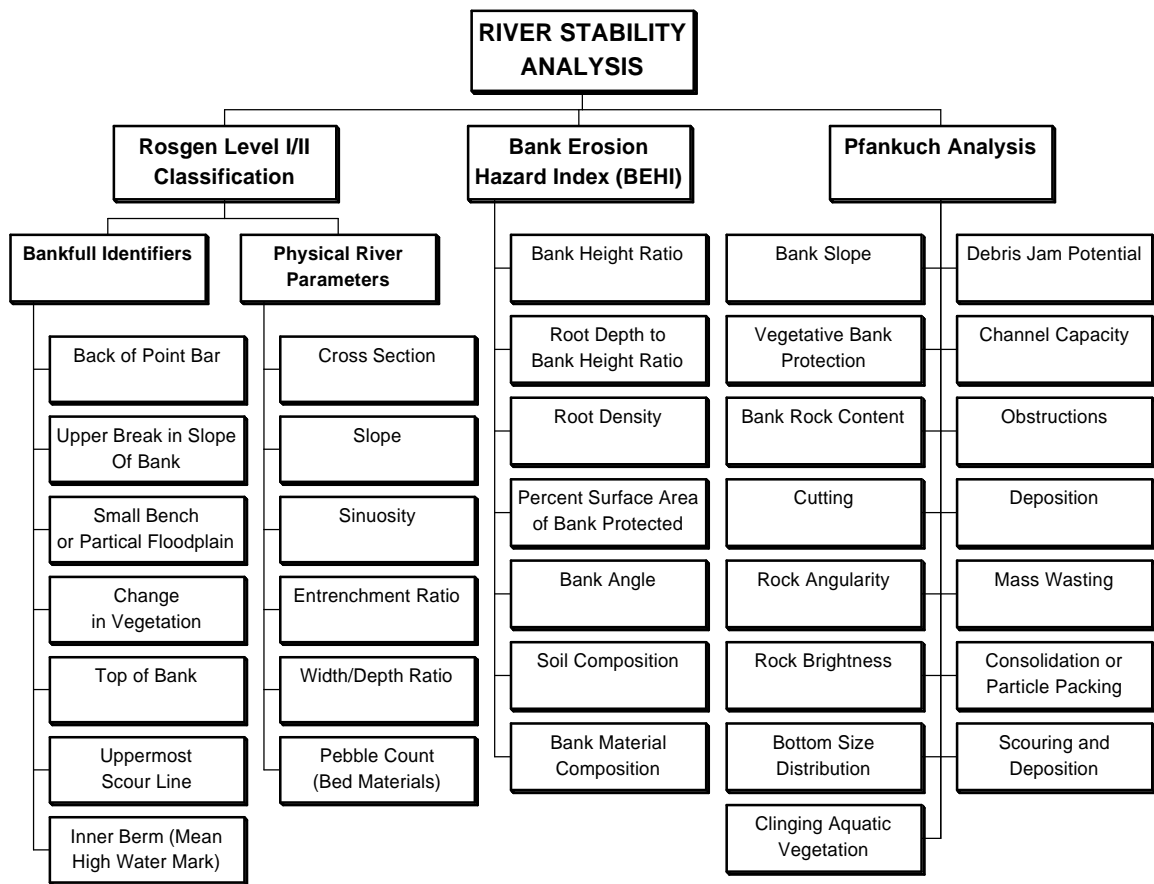 RIVER STABILITY
ANALYSIS
Rosgen Level I/II
Classification
Bank Erosion
Hazard Index (BEHI)
Pfankuch Analysis
Bankfull Identifiers
Physical River
Parameters
Back of Point Bar
Upper Break in Slope
Of Bank
Small Bench
or Partical Floodplain
Change
in Vegetation
Top of Bank
Uppermost
Scour Line
Inner Berm (Mean
High Water Mark)
Cross Section
Slope
Sinuosity
Entrenchment Ratio
Width/Depth Ratio
Pebble Count
(Bed Materials)
Bank Height Ratio
Root Depth to
Bank Height Ratio
Root Density
Percent Surface Area
of Bank Protected
Bank Angle
Soil Composition
Bank Material
Composition
Bank Slope
Vegetative Bank
Protection
Bank Rock Content
Cutting
Rock Angularity
Rock Brightness
Bottom Size
Distribution
Clinging Aquatic
Vegetation
Debris Jam Potential
Channel Capacity
Obstructions
Deposition
Mass Wasting
Consolidation or
Particle Packing
Scouring and
Deposition